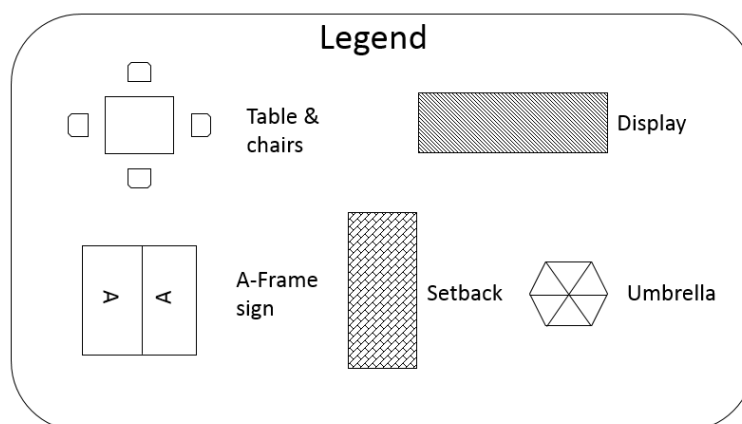 Legend
Table &
chairs
Display
A A
A-Frame
sign
Setback
Umbrella